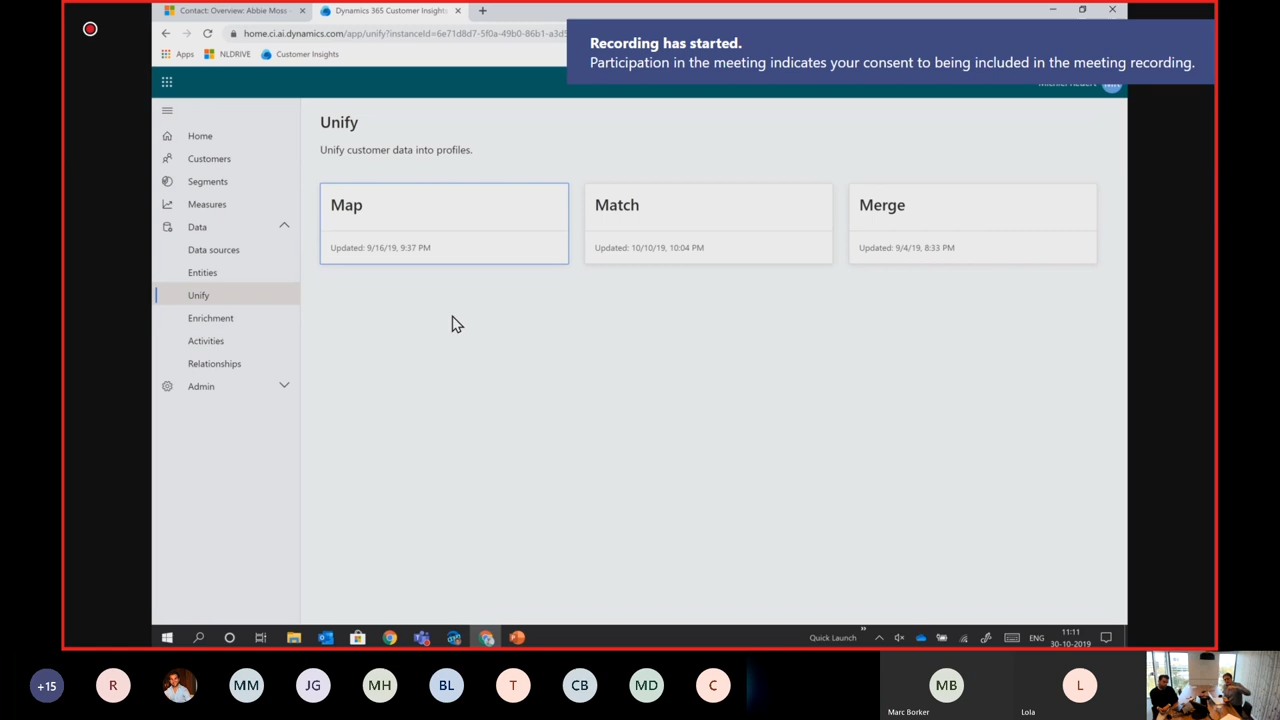 Contact: Overview: Abbie Moss -
Dynamics 365 Customer Insights
home.ci.ai.dynamics.com/app/unify?instanceId=6e71d8d7-5f0a-49b0-86b1-a3d5
Recording has started.
Participation in the meeting indicates your consent to being included in the meeting recording.
Apps
NLDRIVE
Customer Insights
Home
Customers
Segments
Measures
Data
Data sources
Entities
Unify
Enrichment
Activities
Relationships
Admin
Unify
Unify customer data into profiles.
Map
Updated: 9/16/19, 9:37 PM
Match
Updated: 10/10/19, 10:04 PM
Merge
Updated: 9/4/19, 8:33 PM
Quick Launch
ENG
11:11
30-10-2019
+15
R
MM
JG
MH
BL
T
CB
MD
C
MB
Marc Borker
L
Lola